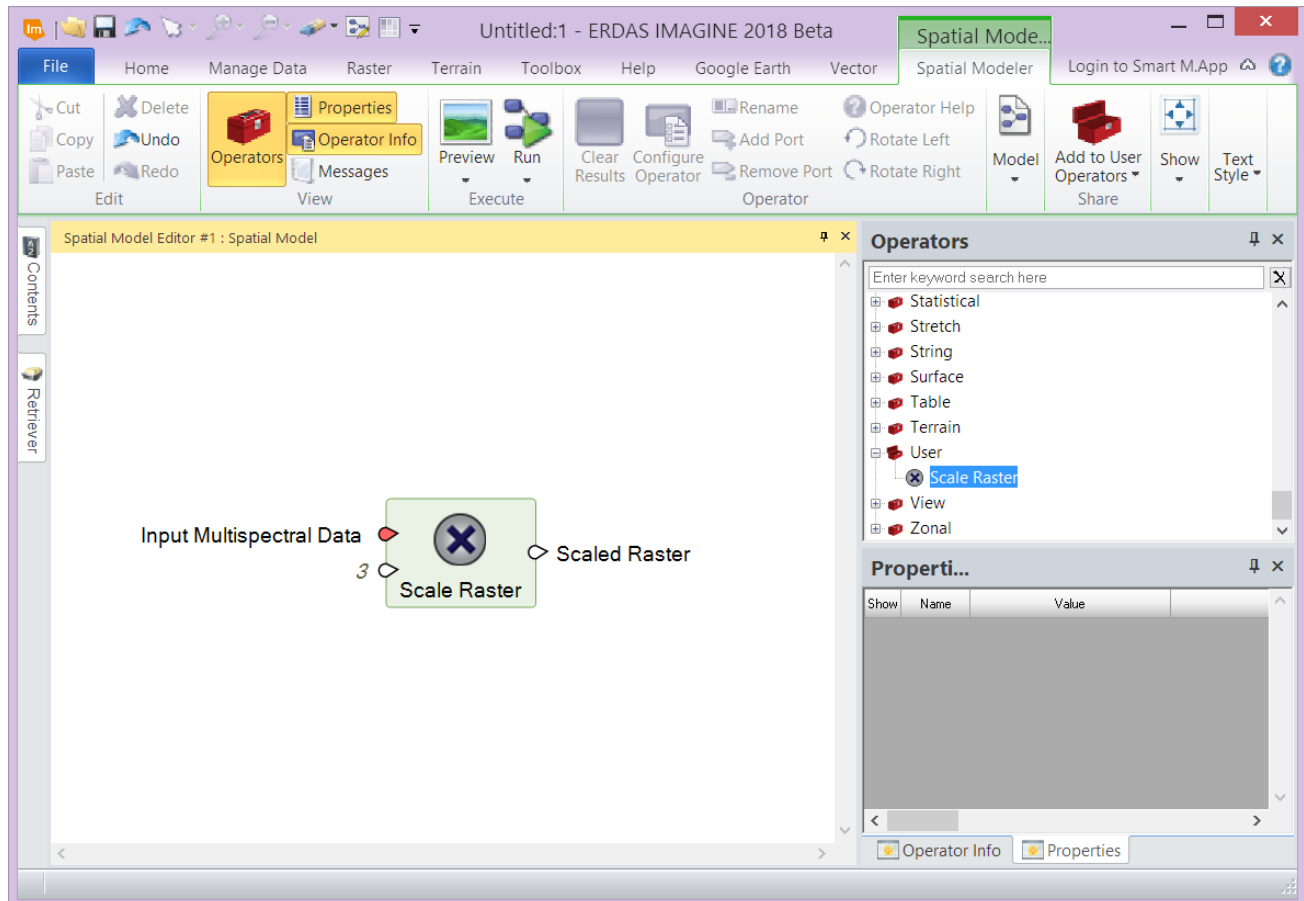 Im
Untitled:1 - ERDAS IMAGINE 2018 Beta
Spatial Mode...
File Home Manage Data Raster Terrain Toolbox Help Google Earth Vector Spatial Modeler Login to Smart M.App
Cut Delete Properties Rename Operator Help
Copy Undo Operators Operator Info Add Port Rotate Left
Paste Redo Messages Preview Run Clear Results Configure Operator Remove Port Rotate Right Model Add to User Operators Show Text Style
Edit View Execute Operator Share
Contents
Retriever
Spatial Model Editor #1 : Spatial Model
Input Multispectral Data
3
Scale Raster
Scaled Raster
Operators
Enter keyword search here
Statistical
Stretch
String
Surface
Table
Terrain
User
Scale Raster
View
Zonal
Properti...
Show Name Value
Operator Info Properties